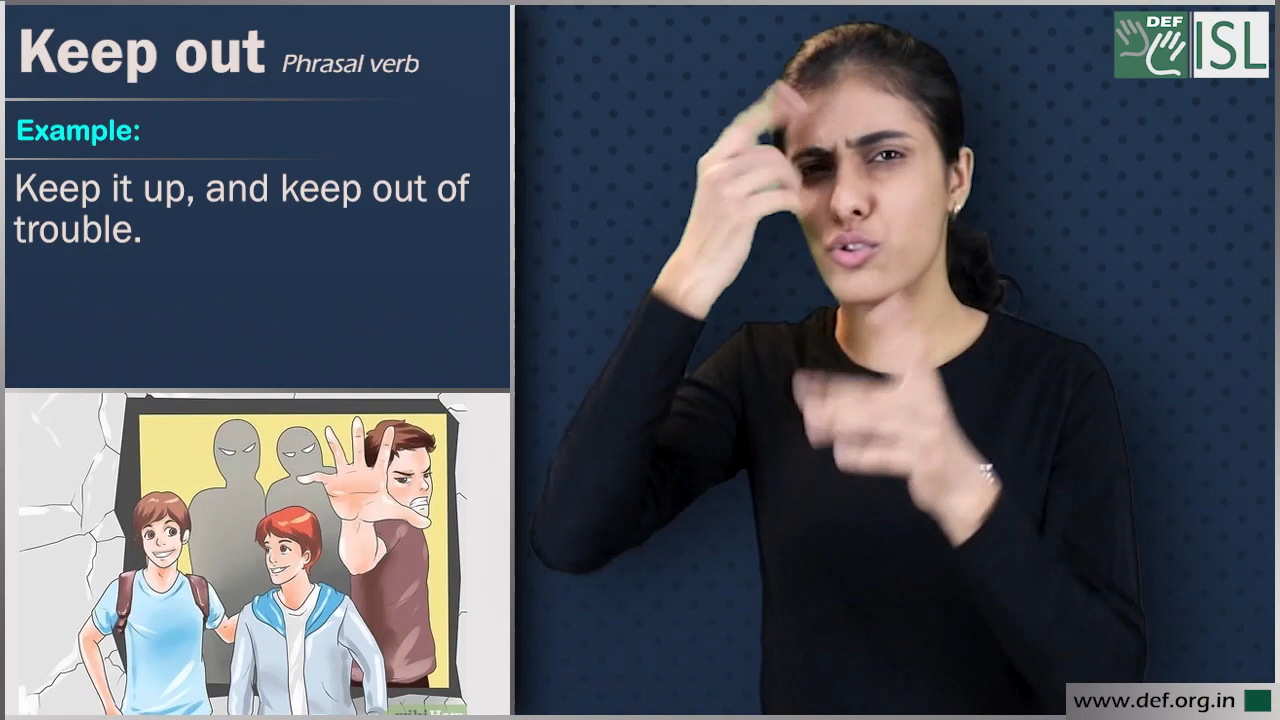 Keep out Phrasal verb
Example:
Keep it up, and keep out of
trouble.
DEF
ISL
wikiHow
www.def.org.in